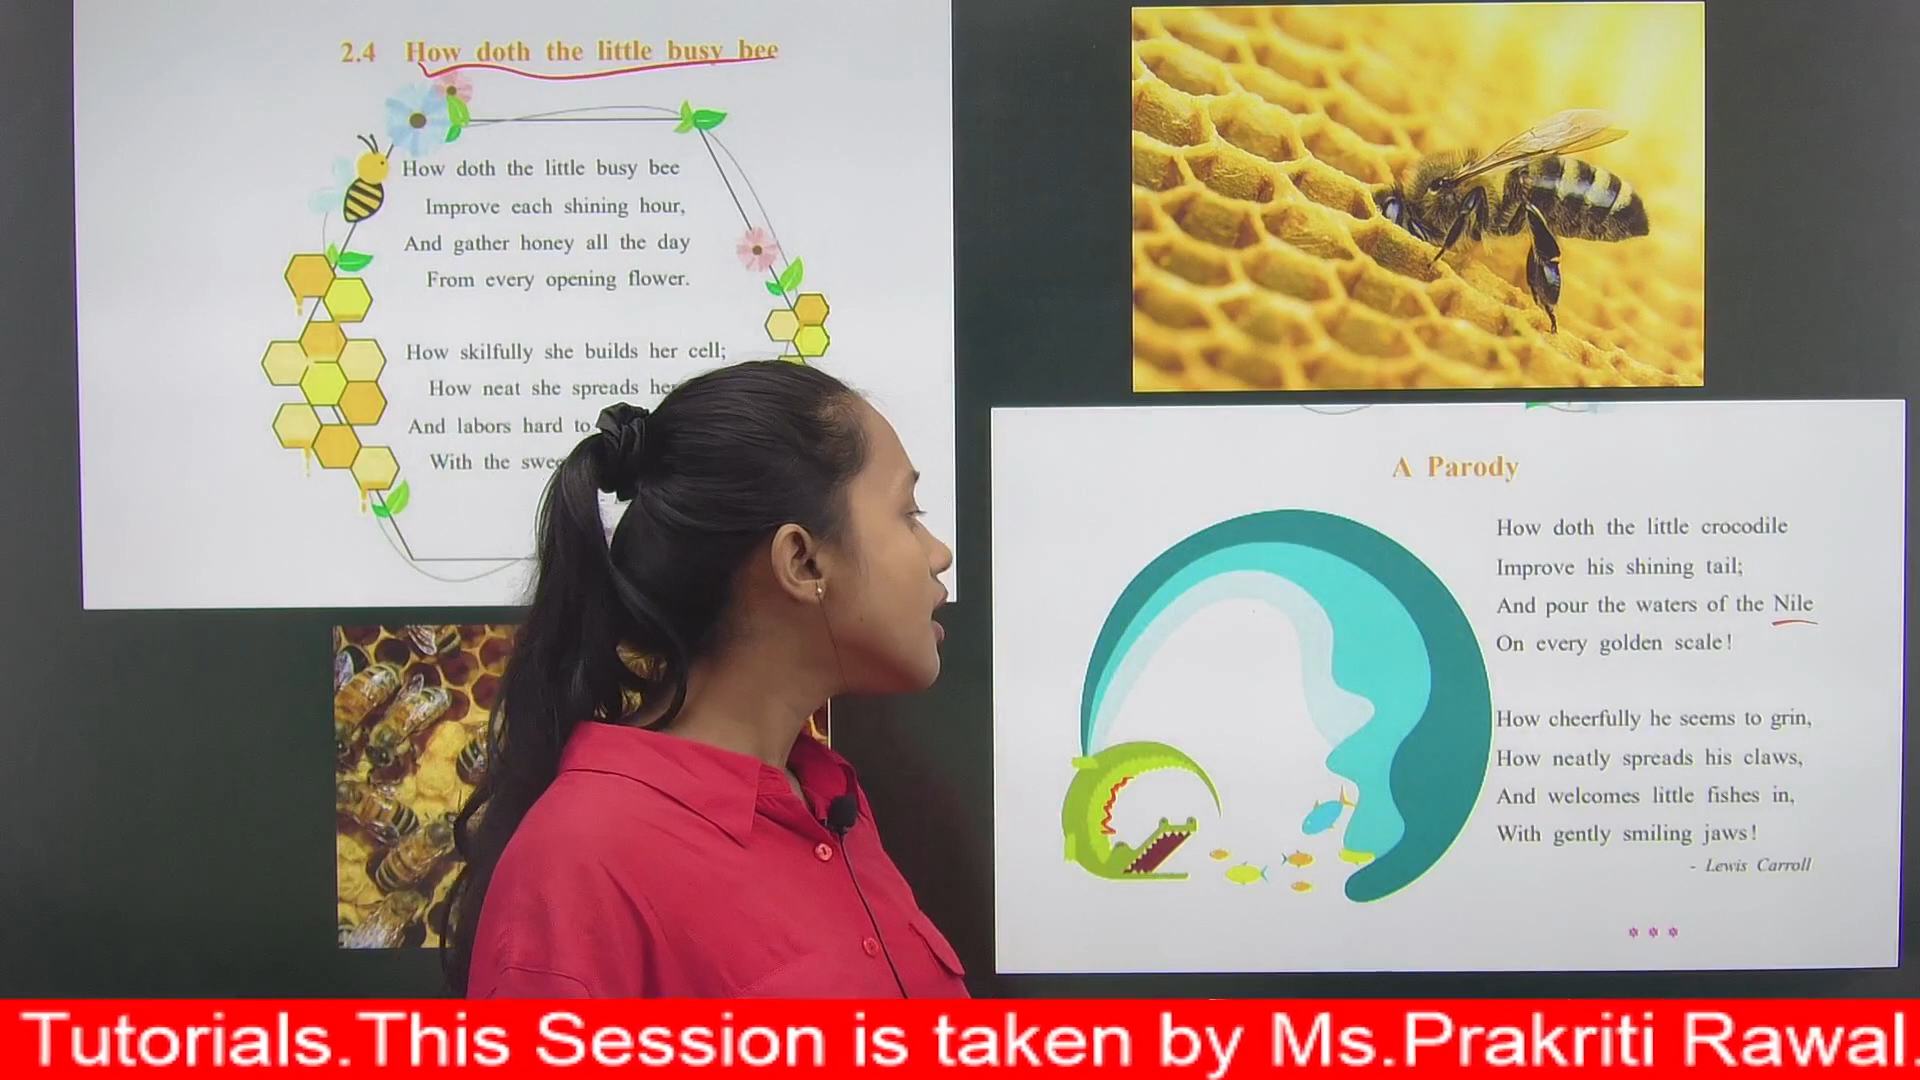 2.4 How doth the little busy bee
How doth the little busy bee
Improve each shining hour,
And gather honey all the day
From every opening flower.
How skilfully she builds her cell;
How neat she spreads
And labors hard to
With the
A Parody
How doth the little crocodile
Improve his shining tail;
And pour the waters of the Nile
On every golden scale!
How cheerfully he seems to grin,
How neatly spreads his claws,
And welcomes little fishes in,
With gently smiling jaws!
- Lewis Carroll
Tutorials.This Session is taken by Ms.Prakriti Rawal.